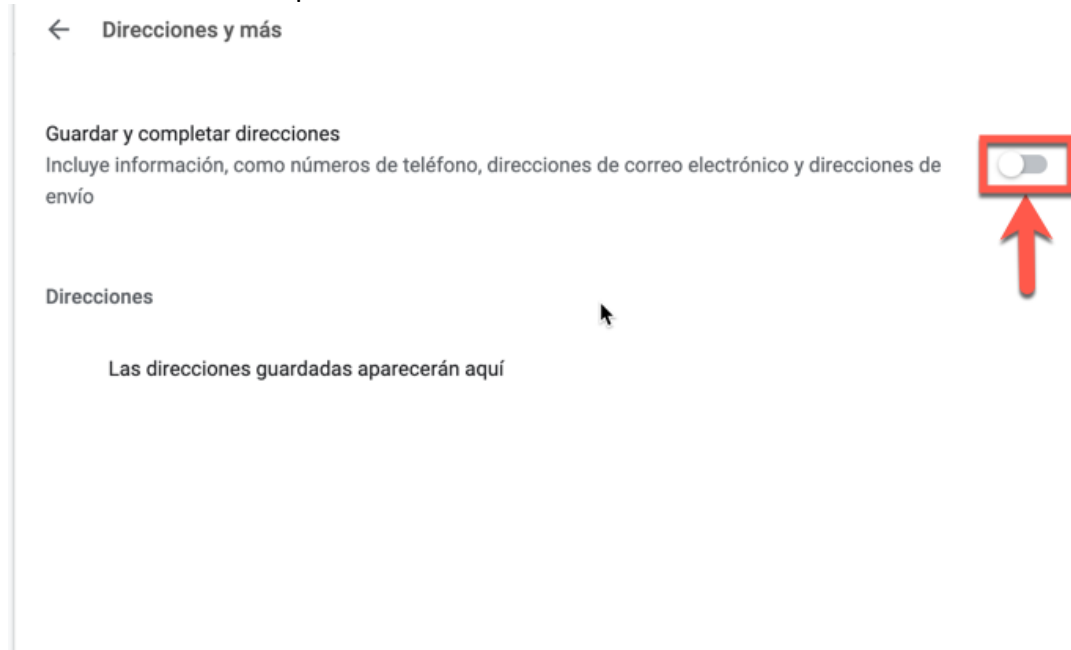 Direcciones y más
Guardar y completar direcciones
Incluye información, como números de teléfono, direcciones de correo electrónico y direcciones de
envío
Direcciones
Las direcciones guardadas aparecerán aquí